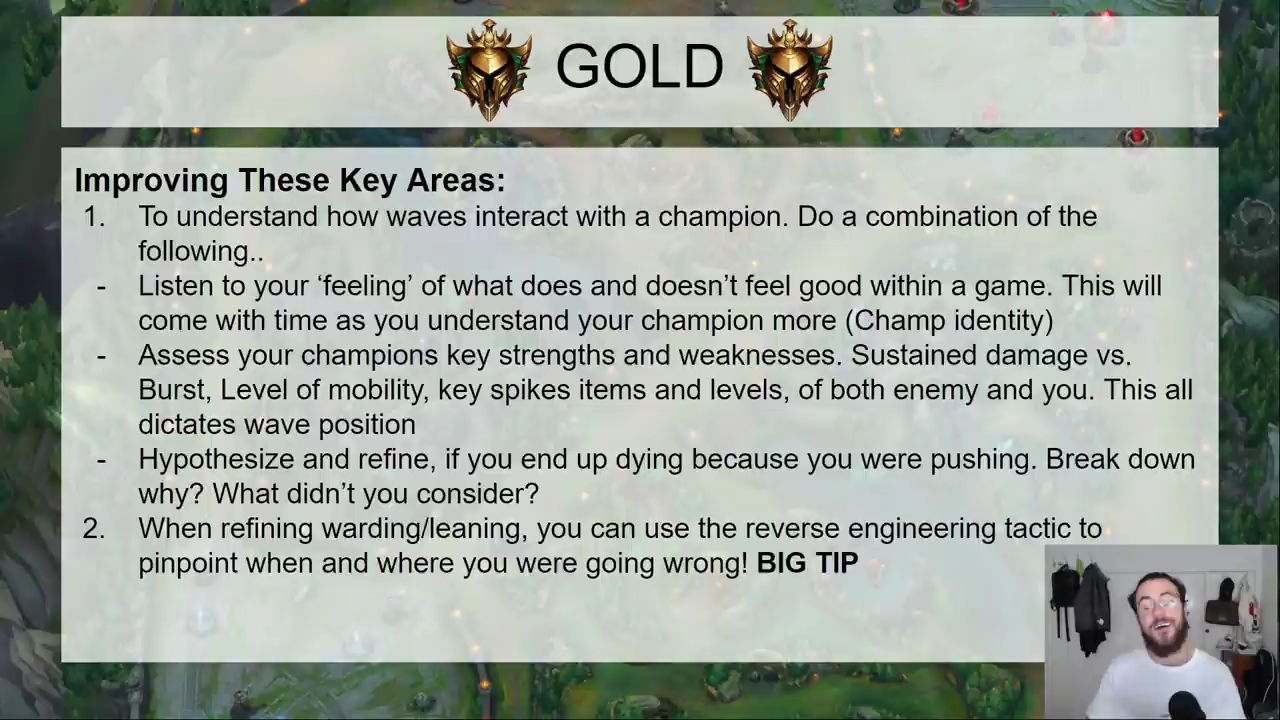 GOLD
Improving These Key Areas:
1. To understand how waves interact with a champion. Do a combination of the
following..
- Listen to your ‘feeling’ of what does and doesn’t feel good within a game. This will
come with time as you understand your champion more (Champ identity)
- Assess your champions key strengths and weaknesses. Sustained damage vs.
Burst, Level of mobility, key spikes items and levels, of both enemy and you. This all
dictates wave position
- Hypothesize and refine, if you end up dying because you were pushing. Break down
why? What didn’t you consider?
2. When refining warding/leaning, you can use the reverse engineering tactic to
pinpoint when and where you were going wrong! BIG TIP